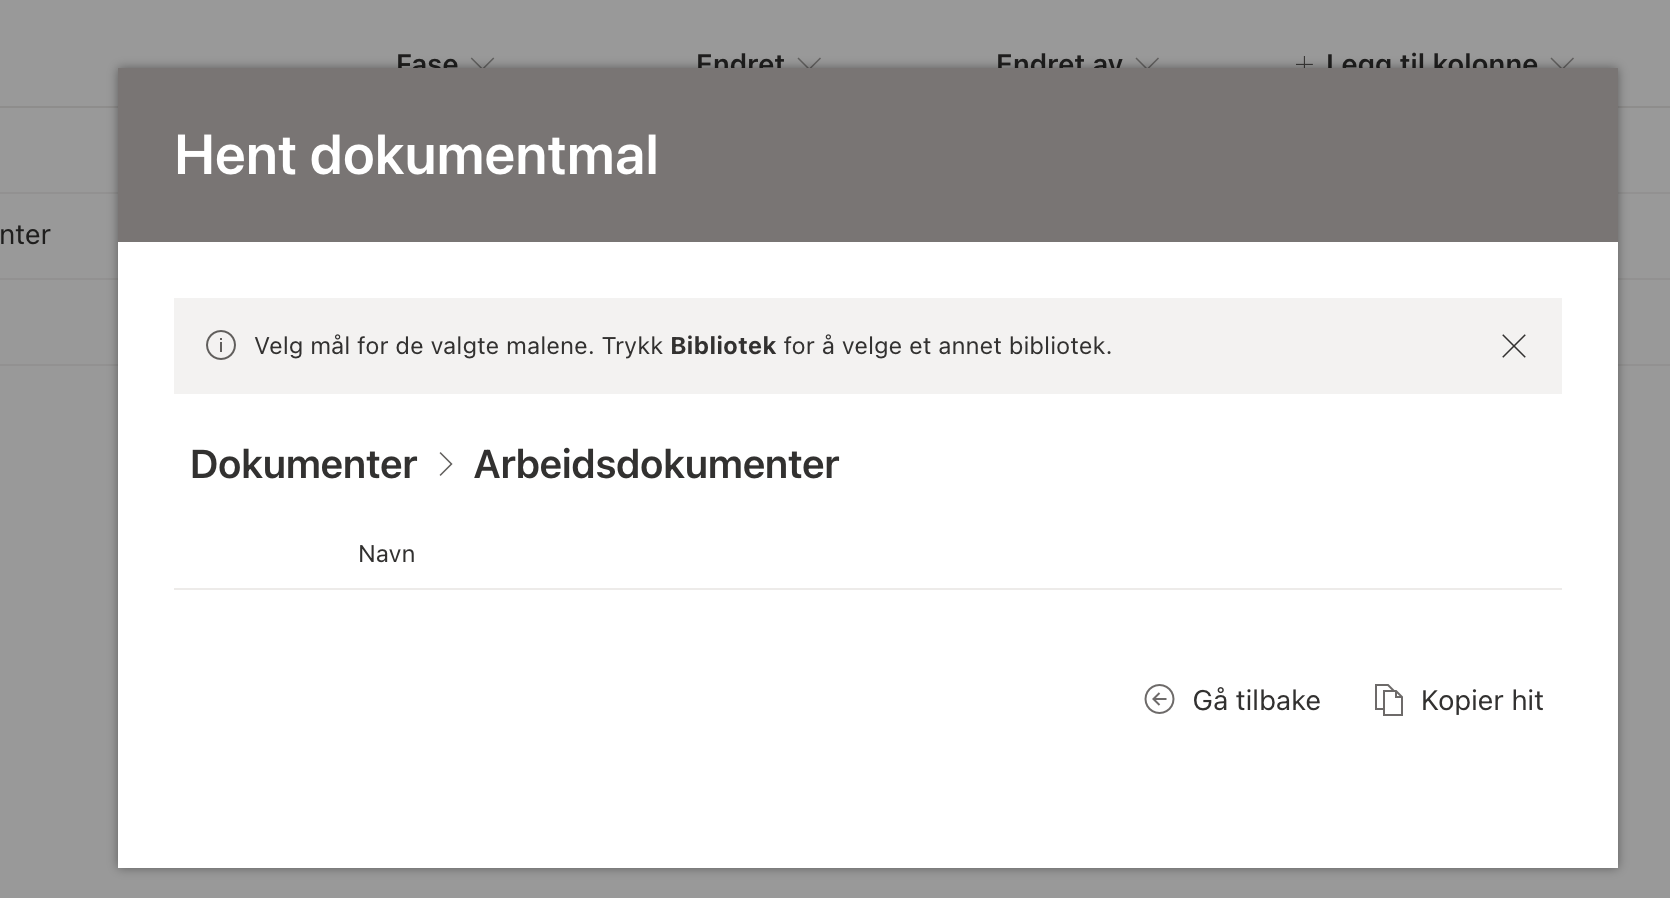 Fase Endret Endret av + Legg til kolonne
Hent dokumentmal
nter
Velg mål for de valgte malene. Trykk Bibliotek for å velge et annet bibliotek.
Dokumenter > Arbeidsdokumenter
Navn
Gå tilbake Kopier hit